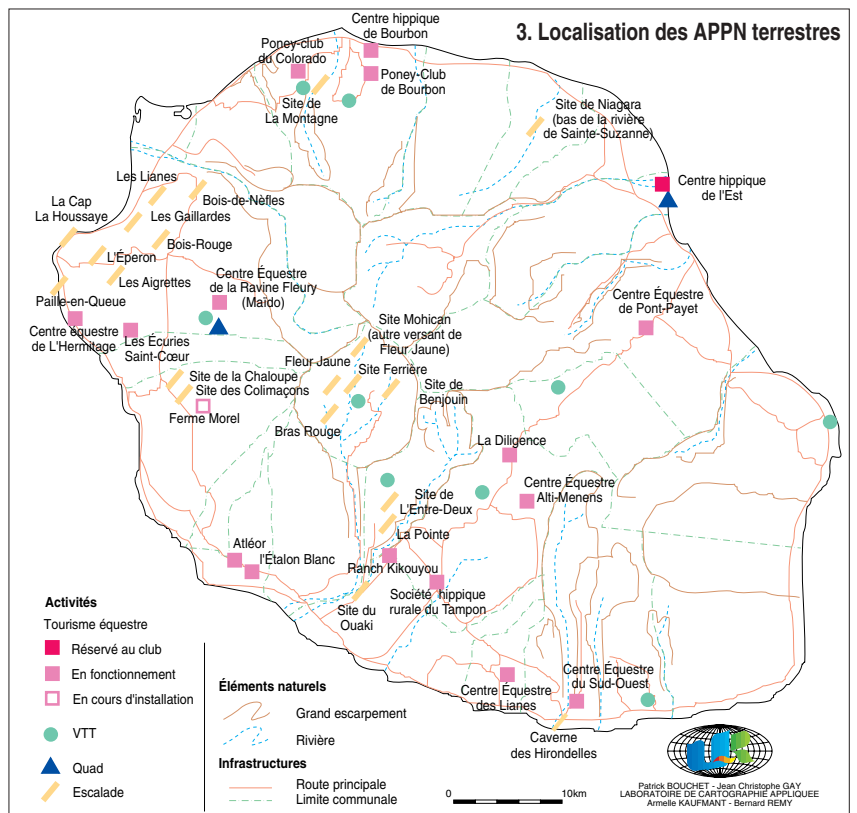 3. Localisation des APPN terrestres
Centre hippique
de Bourbon
Poney-club
du Colorado
Poney-Club
de Bourbon
Site de
La Montagne
Site de Niagara
(bas de la rivière
de Sainte-Suzanne)
Centre hippique
de l'Est
Les Lianes
La Cap
La Houssaye
Bois-de-Nèfles
Les Gaillardes
Bois-Rouge
L'Éperon
Les Aigrettes
Centre Équestre
de la Ravine Fleury
(Maïdo)
Paille-en-Queue
Centre équestre
de L'Hermitage
Les Écuries
Saint-Cœur
Centre Équestre
de Pont-Payet
Site Mohican
(autre versant de
Fleur Jaune)
Fleur Jaune
Site Ferrière
Site de la Chaloupe
Site des Colimaçons
Site de
Benjouin
Ferme Morel
Bras Rouge
La Diligence
Centre Équestre
Alti-Menens
Site de
L'Entre-Deux
La Pointe
Atléor
l'Étalon Blanc
Ranch Kikouyou
Société hippique
rurale du Tampon
Site du
Ouaki
Centre Équestre
des Lianes
Centre Équestre
du Sud-Ouest
Caverne
des Hirondelles
Activités
Tourisme équestre
Réservé au club
En fonctionnement
En cours d'installation
VTT
Quad
Escalade
Éléments naturels
Grand escarpement
Rivière
Infrastructures
Route principale
Limite communale
0 10km
Patrick BOUCHET - Jean Christophe GAY
LABORATOIRE DE CARTOGRAPHIE APPLIQUEE
Armelle KAUFMANT - Bernard REMY